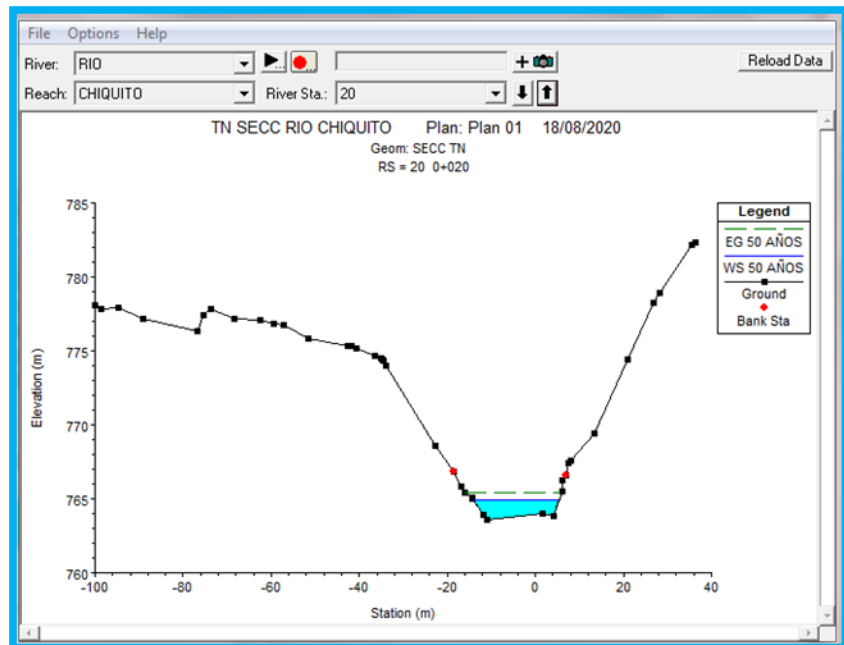 File Options Help
River: RIO Reload Data
Reach: CHIQUITO River Sta.: 20
TN SECC RIO CHIQUITO Plan: Plan 01 18/08/2020
Geom: SECC TN
RS = 20 0+020
Legend
EG 50 AÑOS
WS 50 AÑOS
Ground
Bank Sta
785
780
775
770
765
760
Elevation (m)
-100 -80 -60 -40 -20 0 20 40
Station (m)